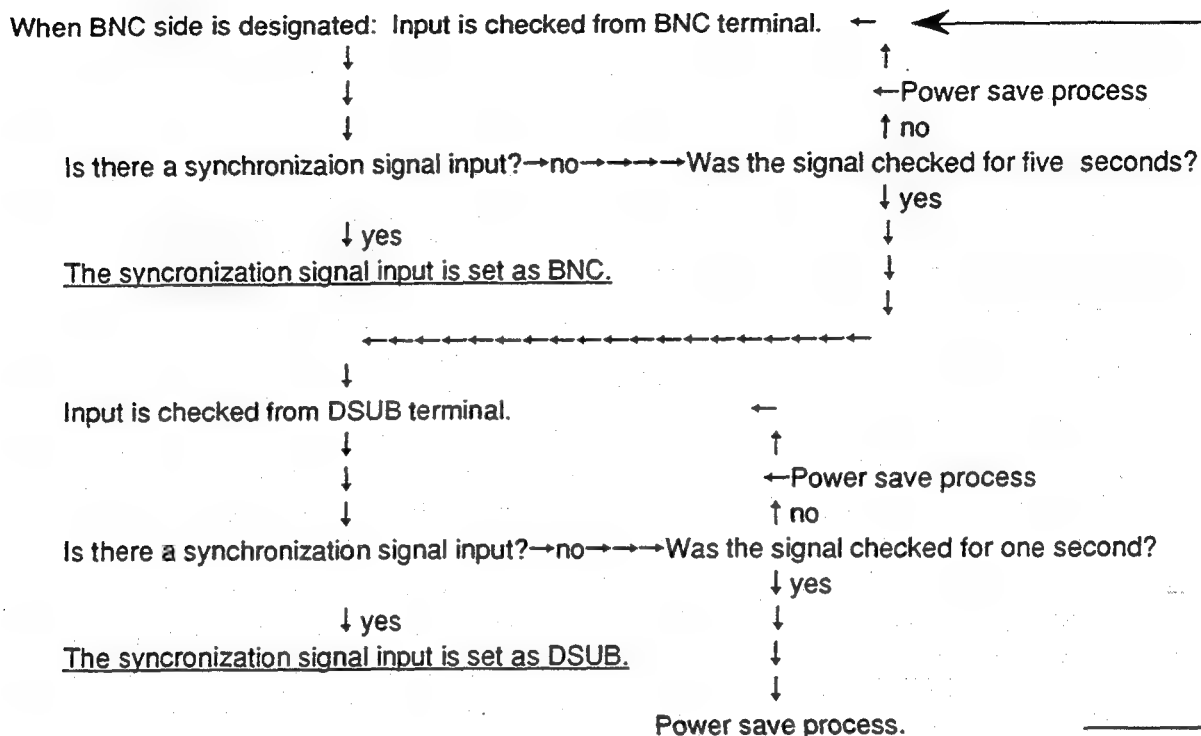 When BNC side is designated: Input is checked from BNC terminal. ←
↓ ↑
↓ ←Power save process
↓ ↑ no
Is there a synchronizaion signal input?→no→→→→Was the signal checked for five seconds?
↓ yes
↓ yes ↓
The syncronization signal input is set as BNC. ↓
↓
←←←←←←←←←←←←←←←←←←←
↓
Input is checked from DSUB terminal. ←
↓ ↑
↓ ←Power save process
↓ ↑ no
Is there a synchronization signal input?→no→→→Was the signal checked for one second?
↓ yes
↓ yes ↓
The syncronization signal input is set as DSUB. ↓
↓
Power save process.